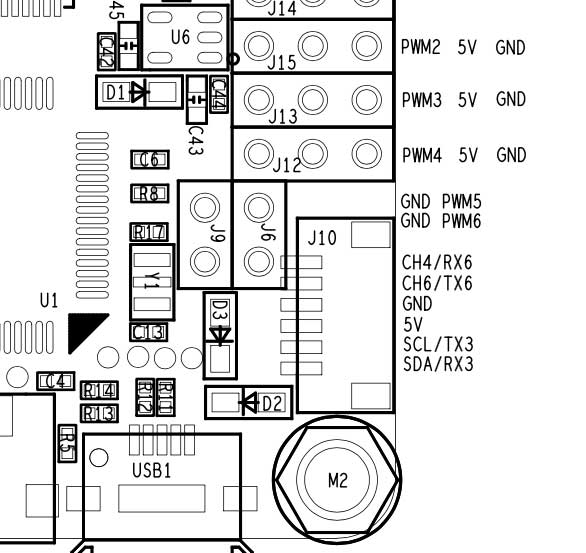 J14
C45
U6
C42
J15
PWM2 5V GND
D1
C44
J13
PWM3 5V GND
C43
C6
J12
PWM4 5V GND
R8
GND PWM5
GND PWM6
R17
J9
J6
J10
CH4/RX6
Y1
CH6/TX6
U1
GND
D3
5V
C13
SCL/TX3
SDA/RX3
C4
R14
R12
R11
D2
R13
R5
USB1
M2